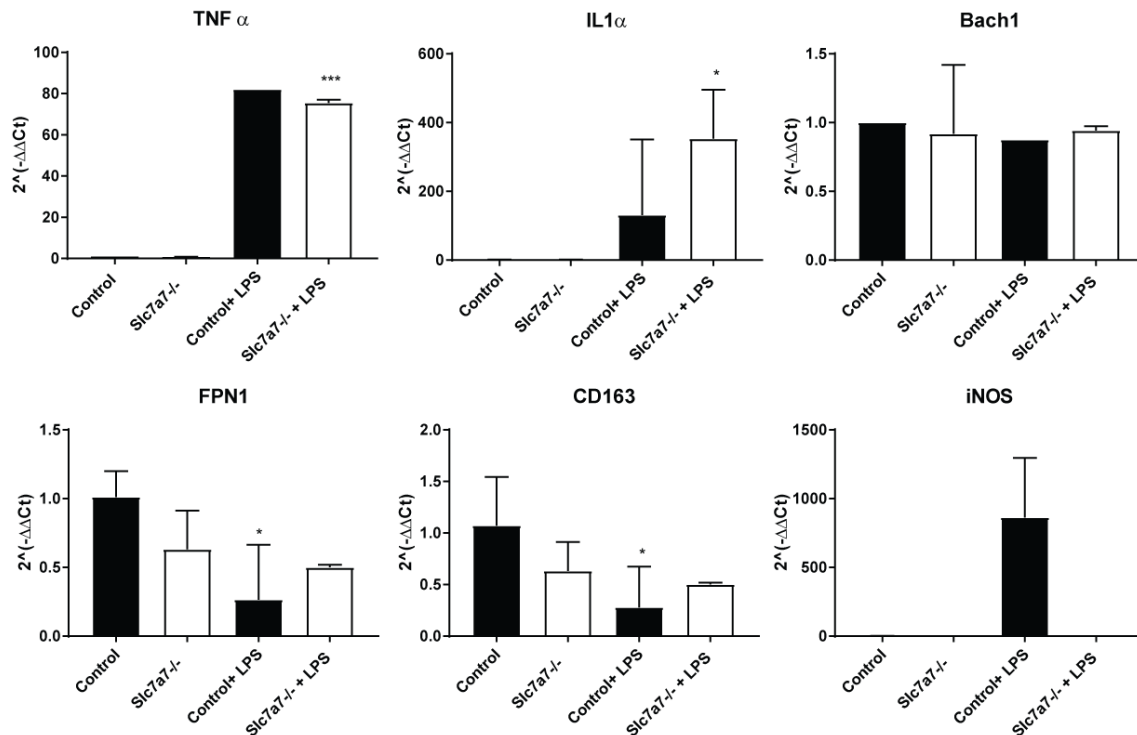 TNF α
2^(-ΔΔCt)
100
80
60
40
20
0
***
Control
Slc7a7-/-
Control+ LPS
Slc7a7-/- + LPS
IL1α
2^(-ΔΔCt)
600
400
200
0
*
Control
Slc7a7-/-
Control+ LPS
Slc7a7-/- + LPS
Bach1
2^(-ΔΔCt)
1.5
1.0
0.5
0.0
Control
Slc7a7-/-
Control+ LPS
Slc7a7-/- + LPS
FPN1
2^(-ΔΔCt)
1.5
1.0
0.5
0.0
*
Control
Slc7a7-/-
Control+ LPS
Slc7a7-/- + LPS
CD163
2^(-ΔΔCt)
2.0
1.5
1.0
0.5
0.0
*
Control
Slc7a7-/-
Control+ LPS
Slc7a7-/- + LPS
iNOS
2^(-ΔΔCt)
1500
1000
500
0
Control
Slc7a7-/-
Control+ LPS
Slc7a7-/- + LPS